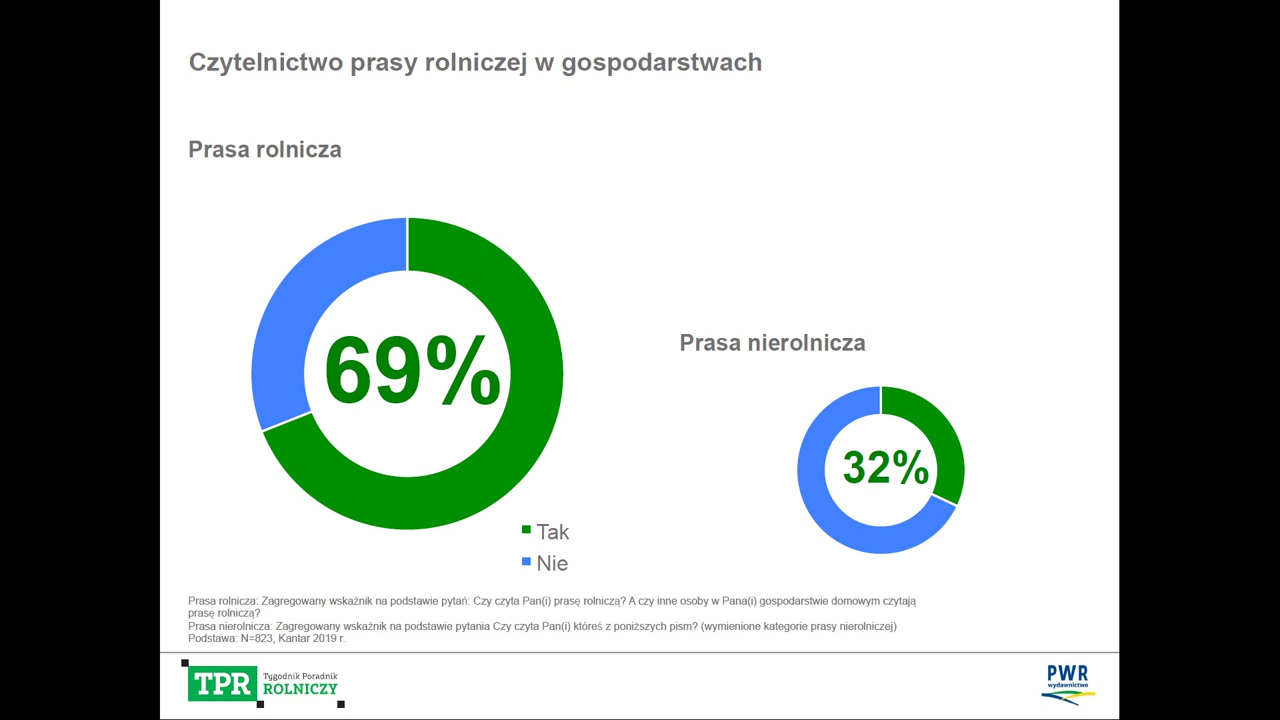 Czytelnictwo prasy rolniczej w gospodarstwach
Prasa rolnicza
69%
Prasa nierolnicza
32%
Tak
Nie
Prasa rolnicza: Zagregowany wskaźnik na podstawie pytań: Czy czyta Pan(i) prasę rolniczą? A czy inne osoby w Pana(i) gospodarstwie domowym czytają
prasę rolniczą?
Prasa nierolnicza: Zagregowany wskaźnik na podstawie pytania Czy czyta Pan(i) któreś z poniższych pism? (wymienione kategorie prasy nierolniczej)
Podstawa: N=823, Kantar 2019 r.
TPR
Tygodnik Poradnik
ROLNICZY
PWR
wydawnictwo